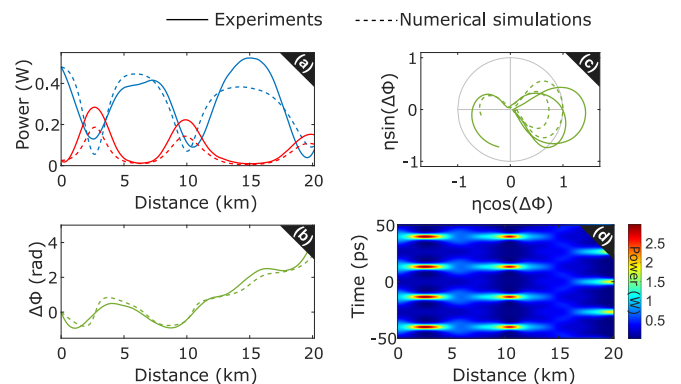 Experiments
Numerical simulations
(a)
Power (W)
0.4
0.2
0
0
5
10
15
20
Distance (km)
(c)
ηsin(ΔΦ)
1
0
-1
-1
0
1
ηcos(ΔΦ)
(b)
ΔΦ (rad)
4
2
0
0
5
10
15
20
Distance (km)
(d)
Time (ps)
50
0
-50
0
5
10
15
20
Distance (km)
Power (W)
2.5
2
1.5
1
0.5